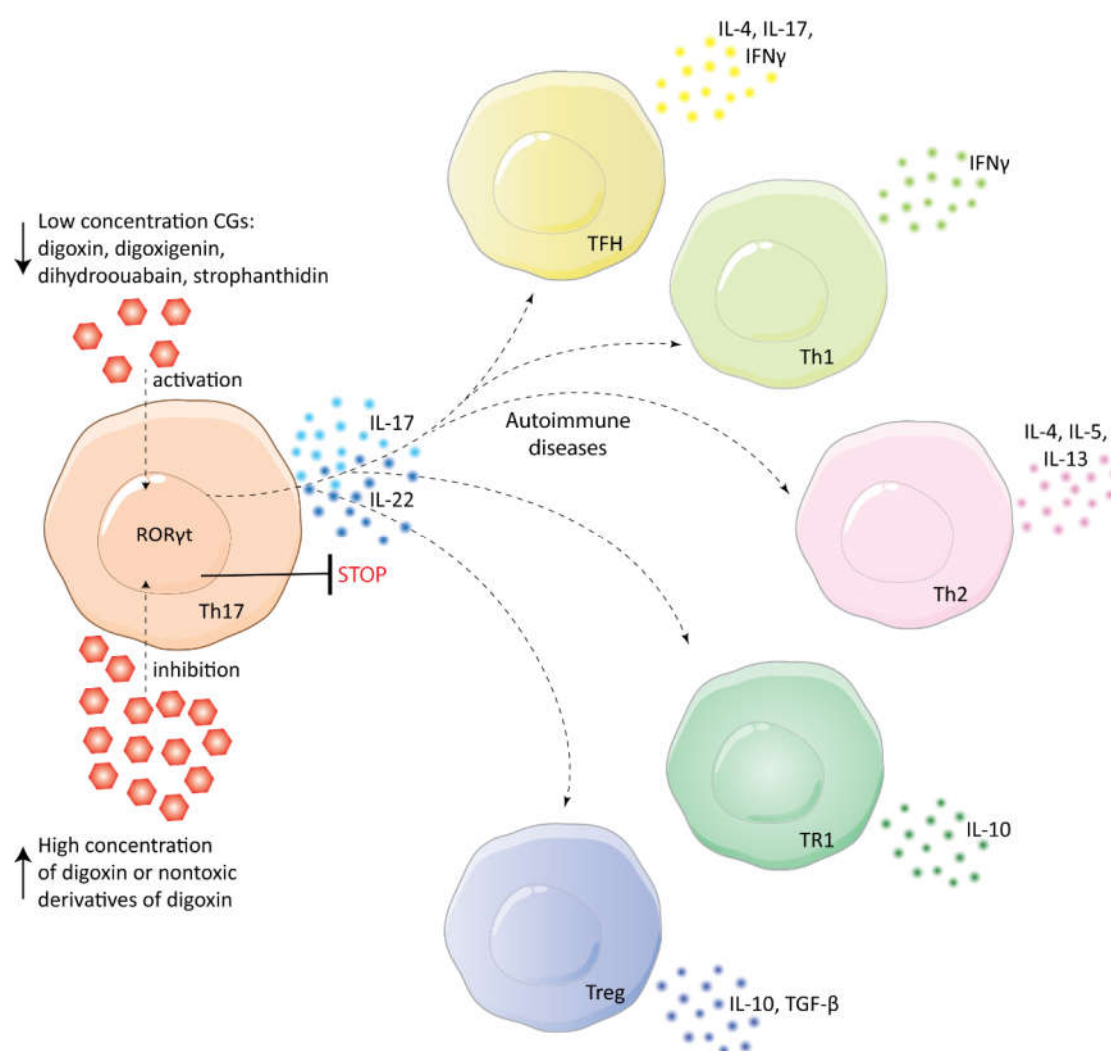 IL-4, IL-17,
IFNγ
IFNγ
Low concentration CGs:
digoxin, digoxigenin,
dihydroouabain, strophanthidin
TFH
Th1
activation
IL-17
Autoimmune
diseases
IL-4, IL-5,
IL-13
IL-22
RORγt
STOP
Th17
Th2
inhibition
High concentration
of digoxin or nontoxic
derivatives of digoxin
IL-10
TR1
Treg
IL-10, TGF-β